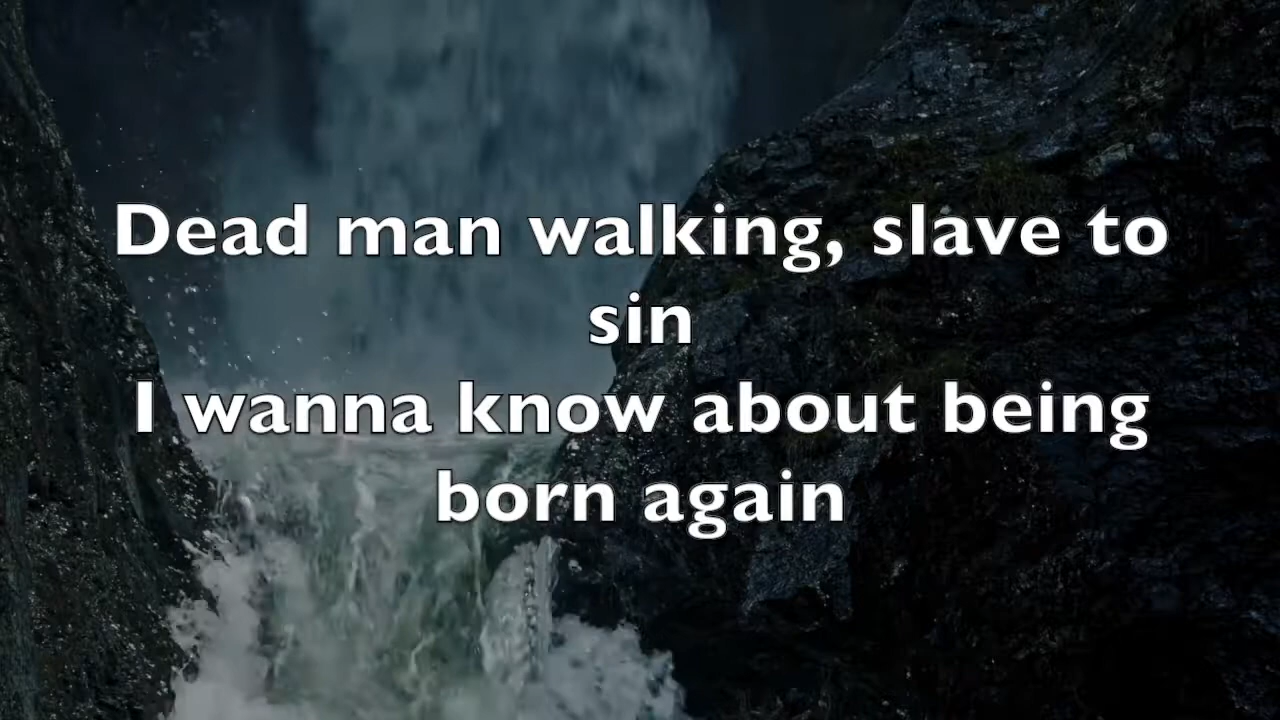 Dead man walking, slave to
sin
I wanna know about being
born again